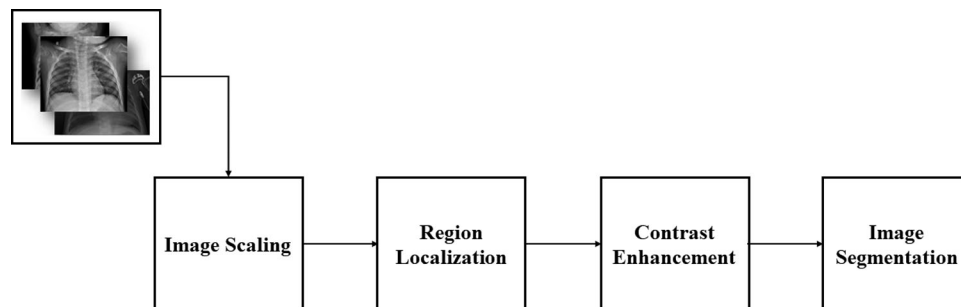 Image Scaling
Region
Localization
Contrast
Enhancement
Image
Segmentation